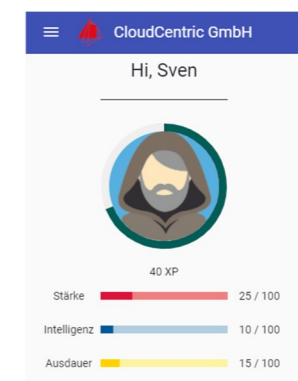 CloudCentric GmbH
Hi, Sven
40 XP
Stärke 25 / 100
Intelligenz 10 / 100
Ausdauer 15 / 100